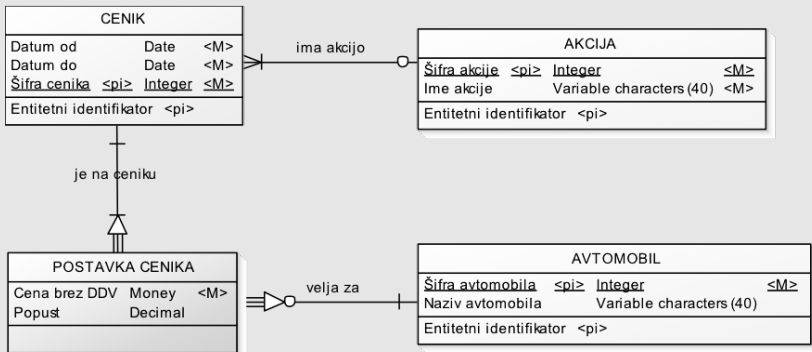 CENIK
Datum od Date <M>
Datum do Date <M>
Šifra cenika <pi> Integer <M>
Entitetni identifikator <pi>
ima akcijo
AKCIJA
Šifra akcije <pi> Integer <M>
Ime akcije Variable characters (40) <M>
Entitetni identifikator <pi>
je na ceniku
POSTAVKA CENIKA
Cena brez DDV Money <M>
Popust Decimal
velja za
AVTOMOBIL
Šifra avtomobila <pi> Integer <M>
Naziv avtomobila Variable characters (40)
Entitetni identifikator <pi>